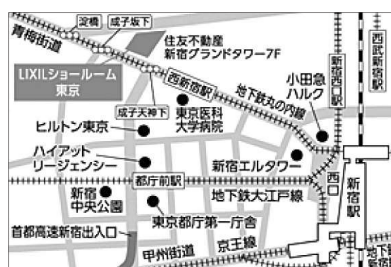 淀橋
成子坂下
青梅街道
住友不動産
新宿グランドタワー7F
LIXILショールーム
東京
西新宿駅
地下鉄丸の内線
新宿西口駅
西武新宿駅
小田急
ハルク
成子天神下
東京医科
大学病院
ヒルトン東京
ハイアット
リージェンシー
新宿エルタワー
都庁前駅
地下鉄大江戸線
西口
新宿駅
新宿
中央公園
東京都庁第一庁舎
首都高速新宿出入口
甲州街道
京王線